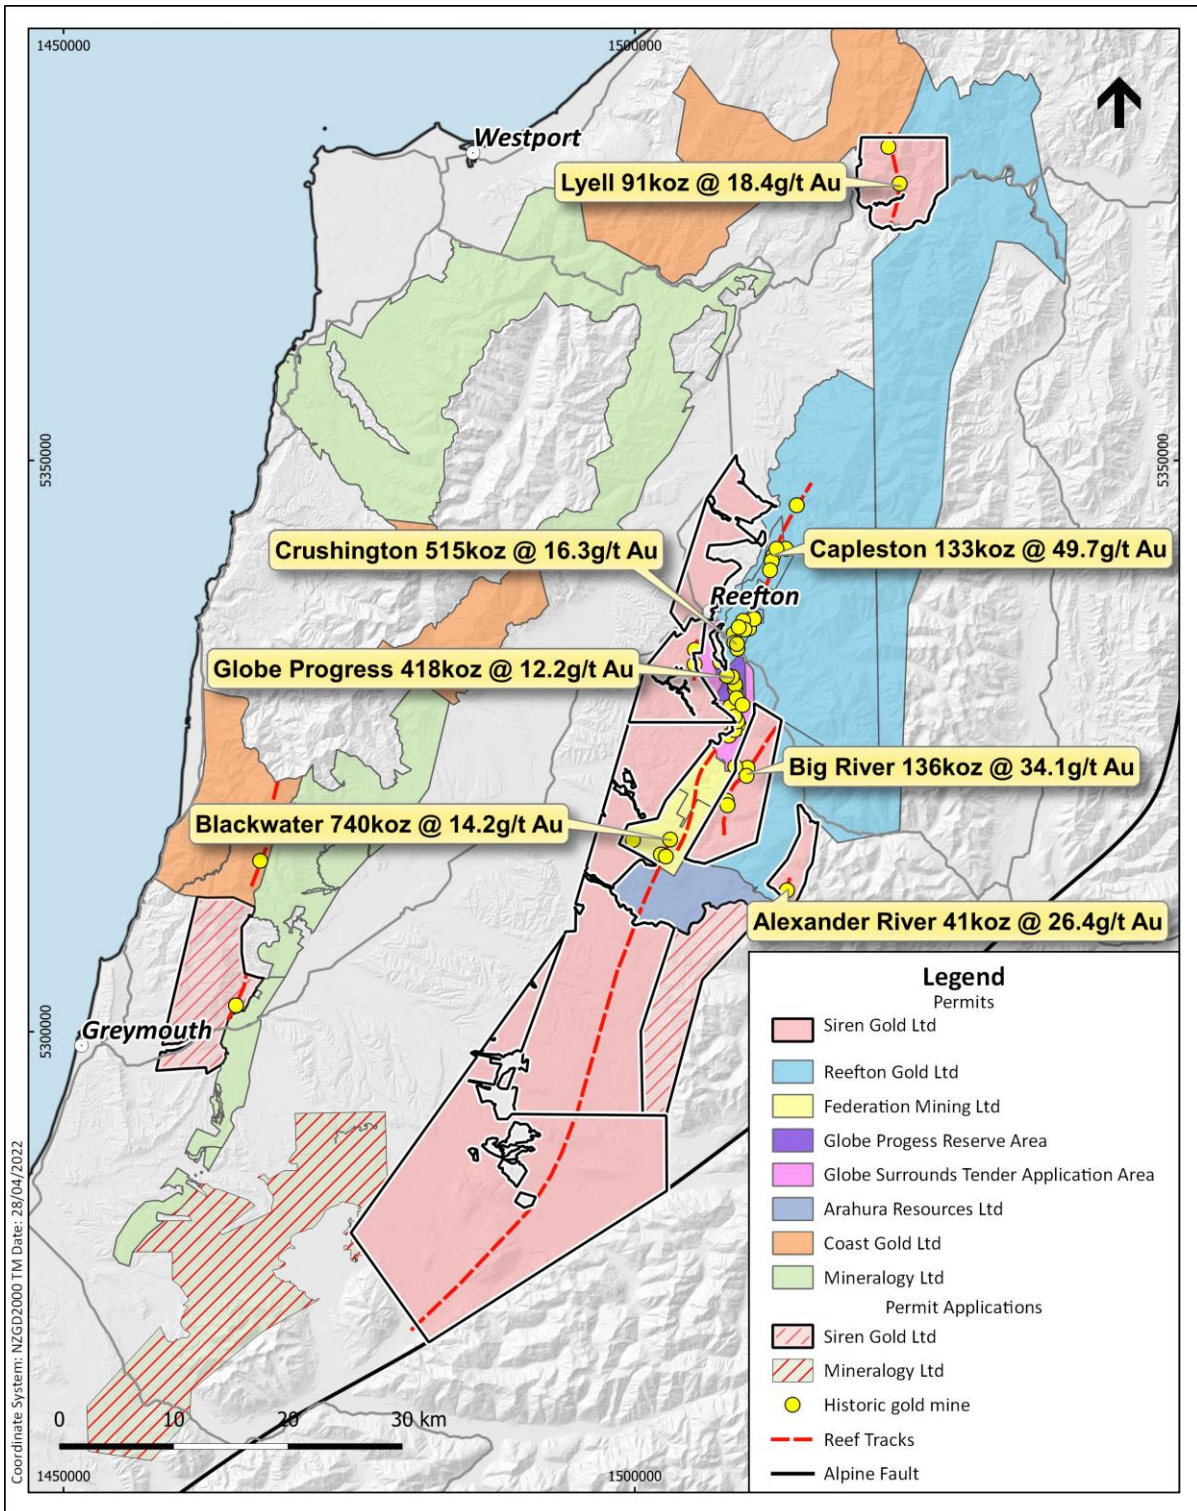 1450000
1500000
Westport
Lyell 91koz @ 18.4g/t Au
5350000
5350000
Crushington 515koz @ 16.3g/t Au
Capleston 133koz @ 49.7g/t Au
Reefton
Globe Progress 418koz @ 12.2g/t Au
Big River 136koz @ 34.1g/t Au
Blackwater 740koz @ 14.2g/t Au
Alexander River 41koz @ 26.4g/t Au
5300000
Greymouth
Legend
Permits
Siren Gold Ltd
Reefton Gold Ltd
Federation Mining Ltd
Globe Progess Reserve Area
Globe Surrounds Tender Application Area
Arahura Resources Ltd
Coast Gold Ltd
Mineralogy Ltd
Permit Applications
Siren Gold Ltd
Mineralogy Ltd
Historic gold mine
Reef Tracks
Alpine Fault
0 10 20 30 km
1450000
1500000
Coordinate System: NZGD2000 TM Date: 28/04/2022